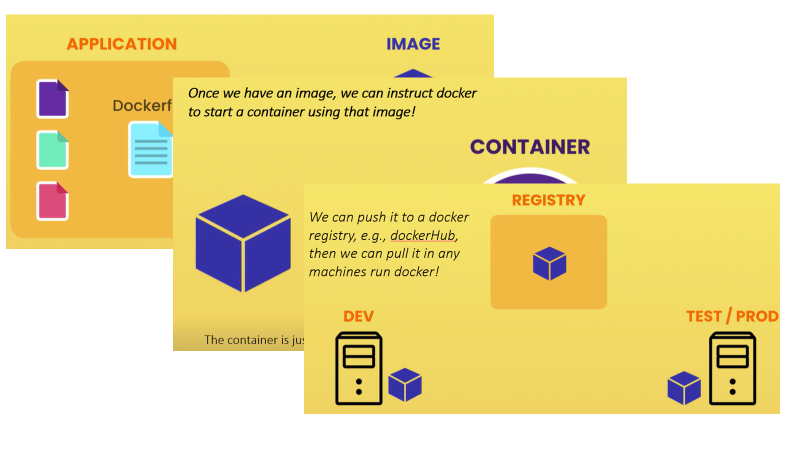 APPLICATION
IMAGE
Dockerf
Once we have an image, we can instruct docker
to start a container using that image!
CONTAINER
The container is jus
REGISTRY
We can push it to a docker
registry, e.g., dockerHub,
then we can pull it in any
machines run docker!
DEV
TEST / PROD